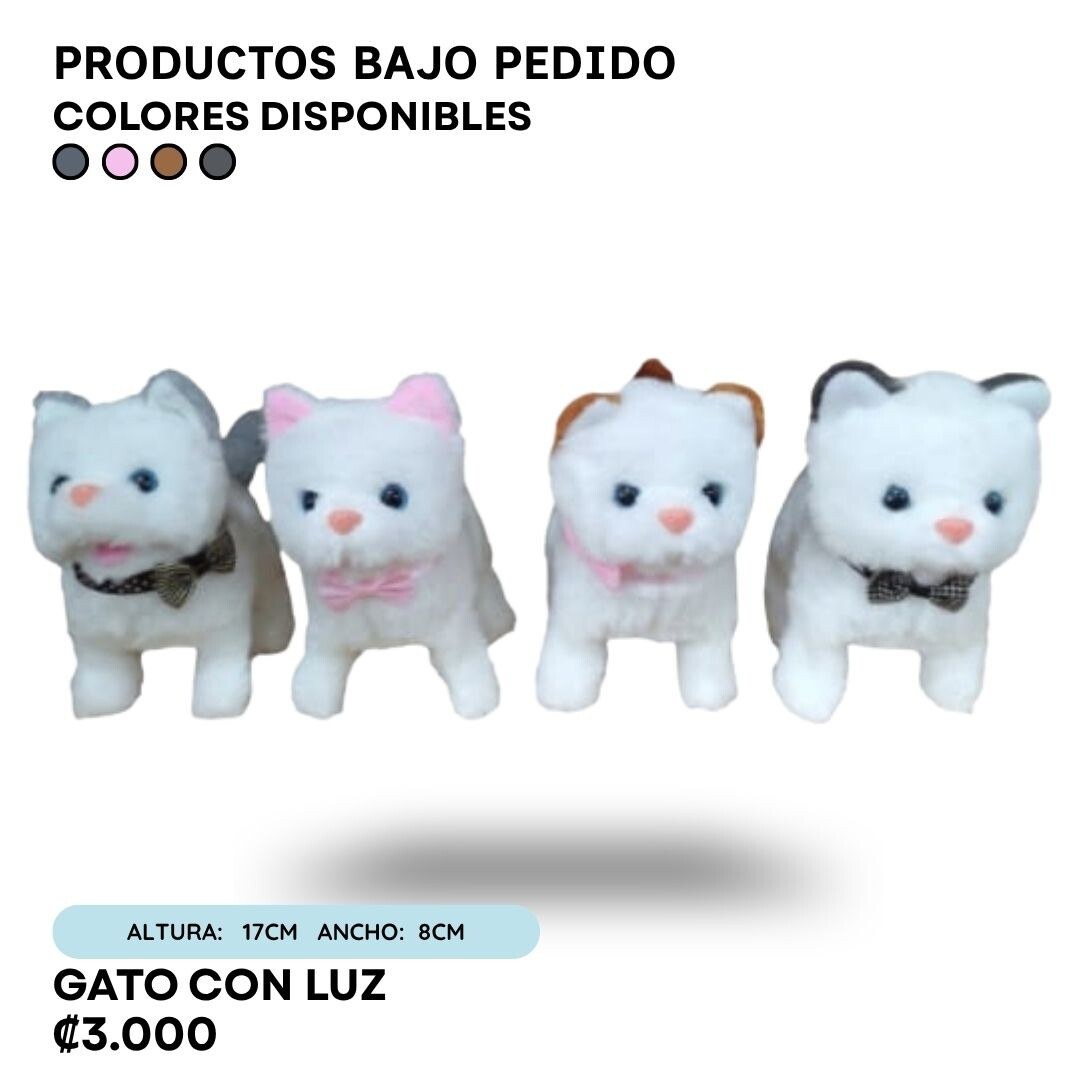 PRODUCTOS BAJO PEDIDO
COLORES DISPONIBLES
ALTURA: 17CM ANCHO: 8CM
GATO CON LUZ
₡3.000